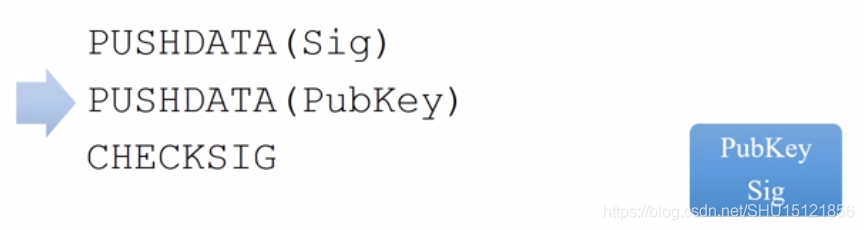 PUSHDATA(Sig)
PUSHDATA(PubKey)
CHECKSIG
PubKey
Sig
https://blog.csdn.net/SHU15121856